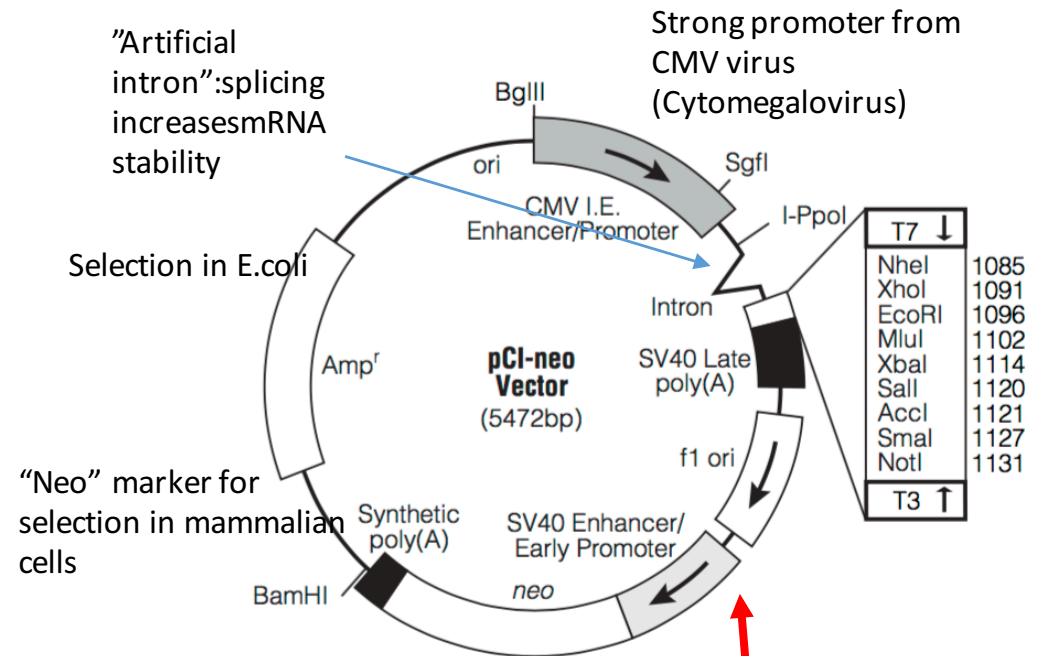 ”Artificial
intron”:splicing
increasesmRNA
stability
Strong promoter from
CMV virus
(Cytomegalovirus)
BglII
ori
SgfI
CMV I.E.
Enhancer/Promoter
I-PpoI
T7 ↓
Selection in E.coli
NheI 1085
XhoI 1091
EcoRI 1096
MluI 1102
XbaI 1114
SalI 1120
AccI 1121
SmaI 1127
NotI 1131
T3 ↑
Intron
Ampr
pCI-neo
Vector
(5472bp)
SV40 Late
poly(A)
f1 ori
“Neo” marker for
selection in mammalian
cells
Synthetic
poly(A)
SV40 Enhancer/
Early Promoter
BamHI
neo